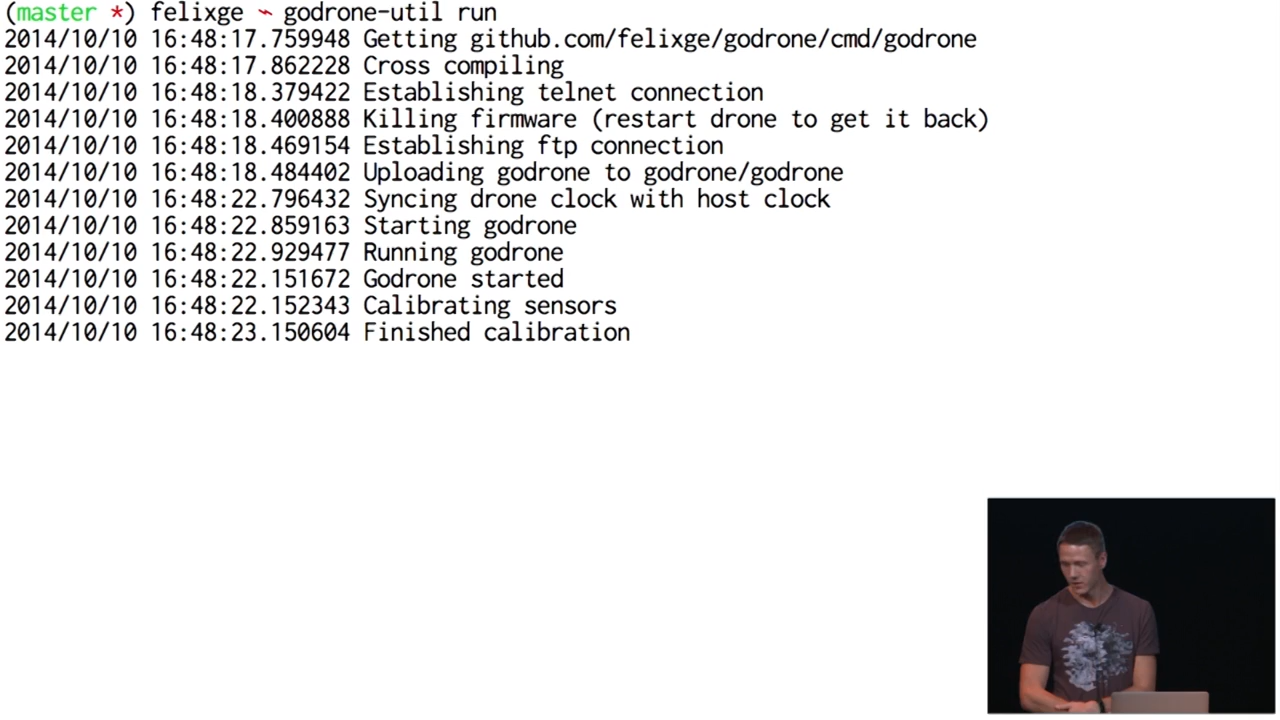 (master *) felixge ~ godrone-util run
2014/10/10 16:48:17.759948 Getting github.com/felixge/godrone/cmd/godrone
2014/10/10 16:48:17.862228 Cross compiling
2014/10/10 16:48:18.379422 Establishing telnet connection
2014/10/10 16:48:18.400888 Killing firmware (restart drone to get it back)
2014/10/10 16:48:18.469154 Establishing ftp connection
2014/10/10 16:48:18.484402 Uploading godrone to godrone/godrone
2014/10/10 16:48:22.796432 Syncing drone clock with host clock
2014/10/10 16:48:22.859163 Starting godrone
2014/10/10 16:48:22.929477 Running godrone
2014/10/10 16:48:22.151672 Godrone started
2014/10/10 16:48:22.152343 Calibrating sensors
2014/10/10 16:48:23.150604 Finished calibration